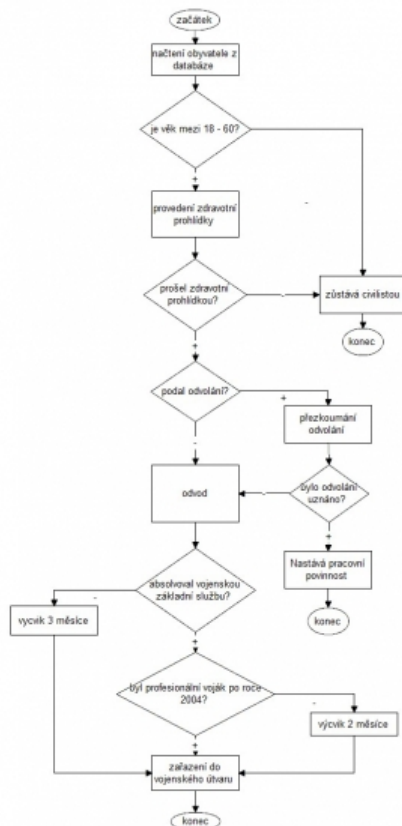 začátek
načtení obyvatele z
databáze
je věk mezi 18 - 60?
+
-
provedení zdravotní
prohlídky
prošel zdravotní
prohlídkou?
-
zůstává civilistou
+
konec
podal odvolání?
+
přezkoumání
odvolání
-
odvod
-
bylo odvolání
uznáno?
+
absolvoval vojenskou
základní službu?
Nastává pracovní
povinnost
-
vycvik 3 měsíce
konec
+
byl profesionální voják po roce
2004?
-
výcvik 2 měsíce
+
zařazení do
vojenského útvaru
konec